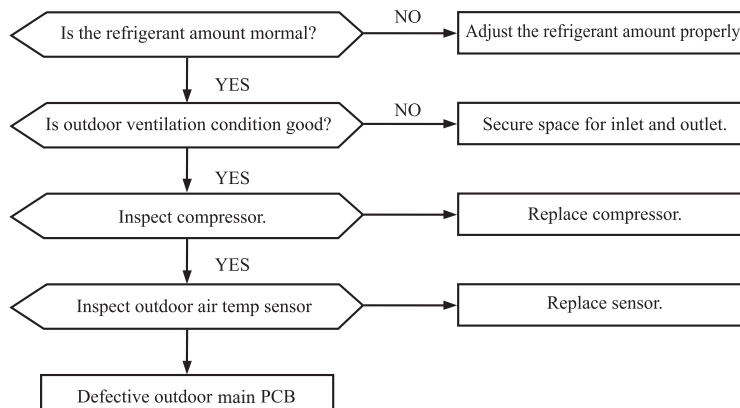 Is the refrigerant amount mormal?
NO
Adjust the refrigerant amount properly
YES
Is outdoor ventilation condition good?
NO
Secure space for inlet and outlet.
YES
Inspect compressor.
Replace compressor.
YES
Inspect outdoor air temp sensor
Replace sensor.
Defective outdoor main PCB